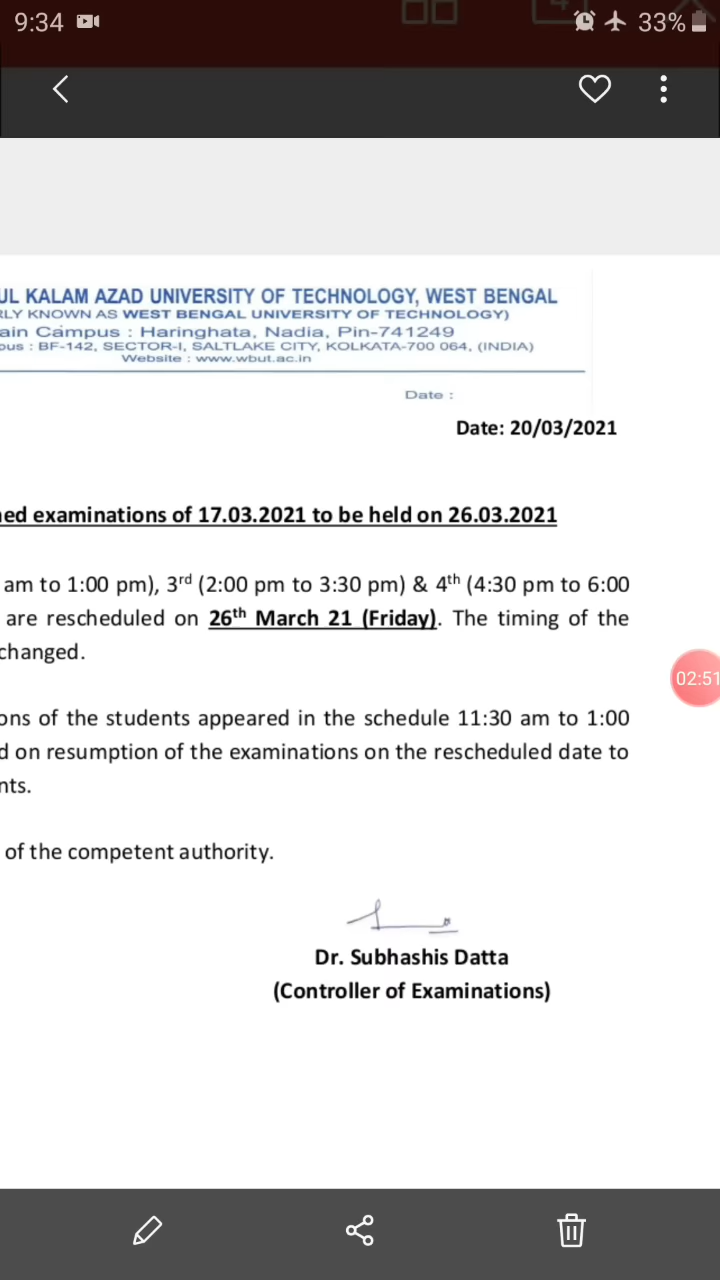 9:34
33%
UL KALAM AZAD UNIVERSITY OF TECHNOLOGY, WEST BENGAL
RLY KNOWN AS WEST BENGAL UNIVERSITY OF TECHNOLOGY)
ain Campus : Haringhata, Nadia, Pin-741249
pus : BF-142, SECTOR-I, SALTLAKE CITY, KOLKATA-700 064, (INDIA)
Website : www.wbut.ac.in
Date :
Date: 20/03/2021
ned examinations of 17.03.2021 to be held on 26.03.2021
am to 1:00 pm), 3rd (2:00 pm to 3:30 pm) & 4th (4:30 pm to 6:00
are rescheduled on 26th March 21 (Friday). The timing of the
changed.
02:51
ons of the students appeared in the schedule 11:30 am to 1:00
d on resumption of the examinations on the rescheduled date to
nts.
of the competent authority.
Dr. Subhashis Datta
(Controller of Examinations)